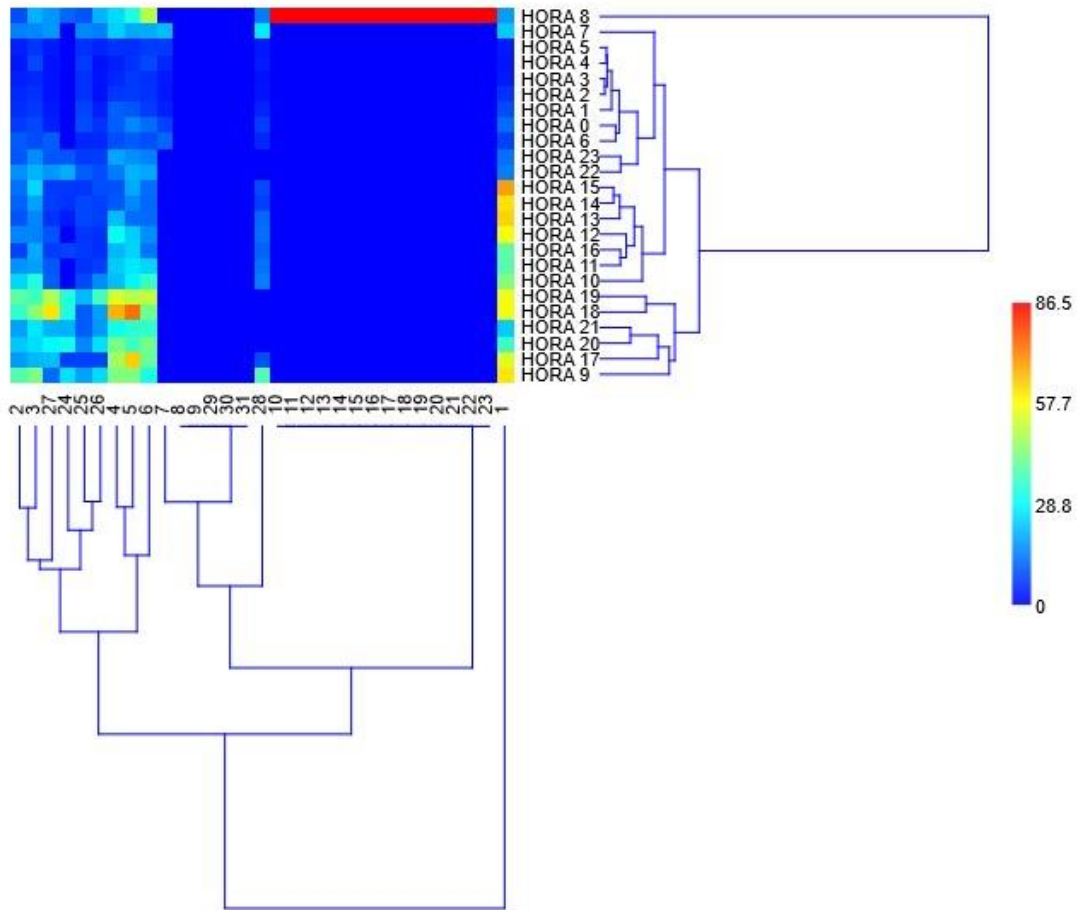 HORA 8
HORA 7
HORA 5
HORA 4
HORA 3
HORA 2
HORA 1
HORA 0
HORA 6
HORA 23
HORA 22
HORA 15
HORA 14
HORA 13
HORA 12
HORA 16
HORA 11
HORA 10
HORA 19
HORA 18
HORA 21
HORA 20
HORA 17
HORA 9
2 3 27 24 25 26 4 5 6 7 8 9 29 30 31 28 10 11 12 13 14 15 16 17 18 19 20 21 22 23 1
86.5
57.7
28.8
0